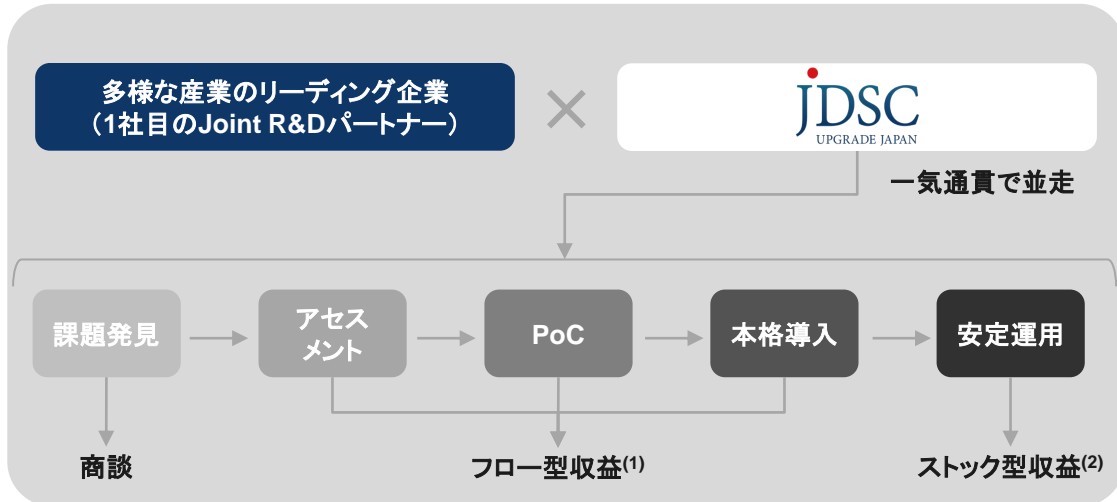 多様な産業のリーディング企業
（1社目のJoint R&Dパートナー）
×
JDSC
UPGRADE JAPAN
一気通貫で並走
課題発見
アセス
メント
PoC
本格導入
安定運用
商談
フロー型収益(1)
ストック型収益(2)